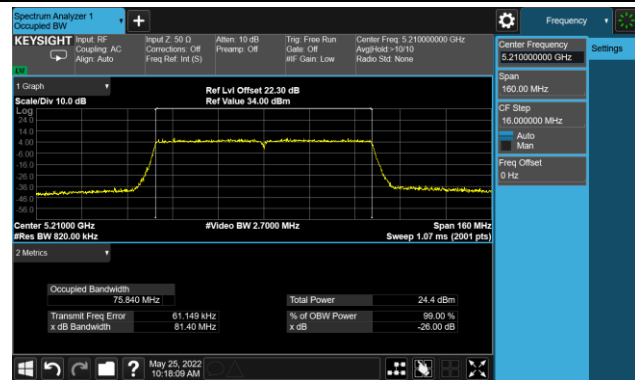 Spectrum Analyzer 1
Occupied BW
Frequency
KEYSIGHT
Input: RF
Coupling: AC
Align: Auto
Input Z: 50 Ω
Corrections: Off
Freq Ref: Int (S)
Atten: 10 dB
Preamp: Off
Trig: Free Run
Gate: Off
#IF Gain: Low
Center Freq: 5.210000000 GHz
Avg|Hold:>10/10
Radio Std: None
LW
Center Frequency
5.210000000 GHz
Settings
Span
160.00 MHz
CF Step
16.000000 MHz
Auto
Man
Freq Offset
0 Hz
1 Graph
Scale/Div 10.0 dB
Ref Lvl Offset 22.30 dB
Ref Value 34.00 dBm
Log
24.0
14.0
4.00
-6.00
-16.0
-26.0
-36.0
-46.0
-56.0
Center 5.21000 GHz
#Res BW 820.00 kHz
#Video BW 2.7000 MHz
Span 160 MHz
Sweep 1.07 ms (2001 pts)
2 Metrics
Occupied Bandwidth
75.840 MHz
Total Power 24.4 dBm
Transmit Freq Error 61.149 kHz
% of OBW Power 99.00 %
x dB Bandwidth 81.40 MHz
x dB -26.00 dB
?
May 25, 2022
10:18:09 AM